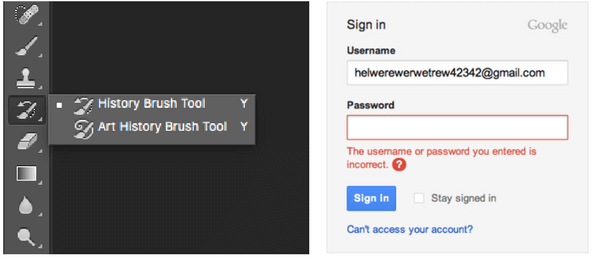 History Brush Tool Y
Art History Brush Tool Y
Sign in Google
Username
helwerewerwetrew42342@gmail.com
Password
The username or password you entered is
incorrect. ?
Sign in Stay signed in
Can't access your account?